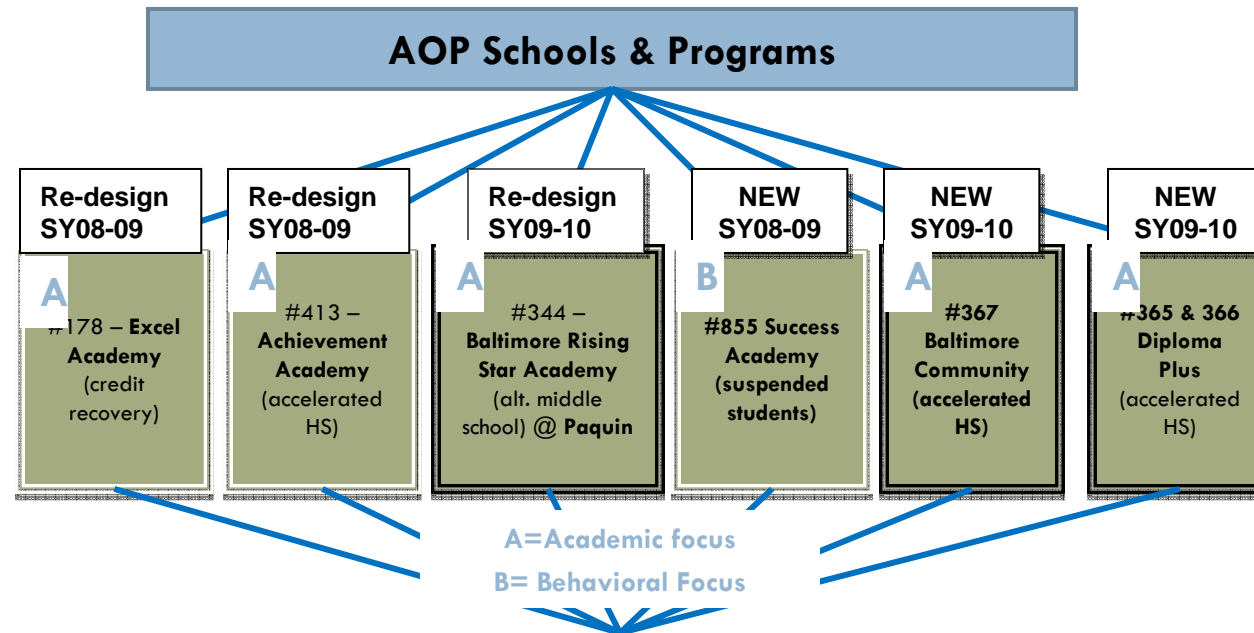 AOP Schools & Programs
Re-design
SY08-09
A
#178 – Excel
Academy
(credit
recovery)
Re-design
SY08-09
A
#413 –
Achievement
Academy
(accelerated
HS)
Re-design
SY09-10
A
#344 –
Baltimore Rising
Star Academy
(alt. middle
school) @ Paquin
NEW
SY08-09
B
#855 Success
Academy
(suspended
students)
NEW
SY09-10
A
#367
Baltimore
Community
(accelerated
HS)
NEW
SY09-10
A
#365 & 366
Diploma
Plus
(accelerated
HS)
A=Academic focus
B= Behavioral Focus